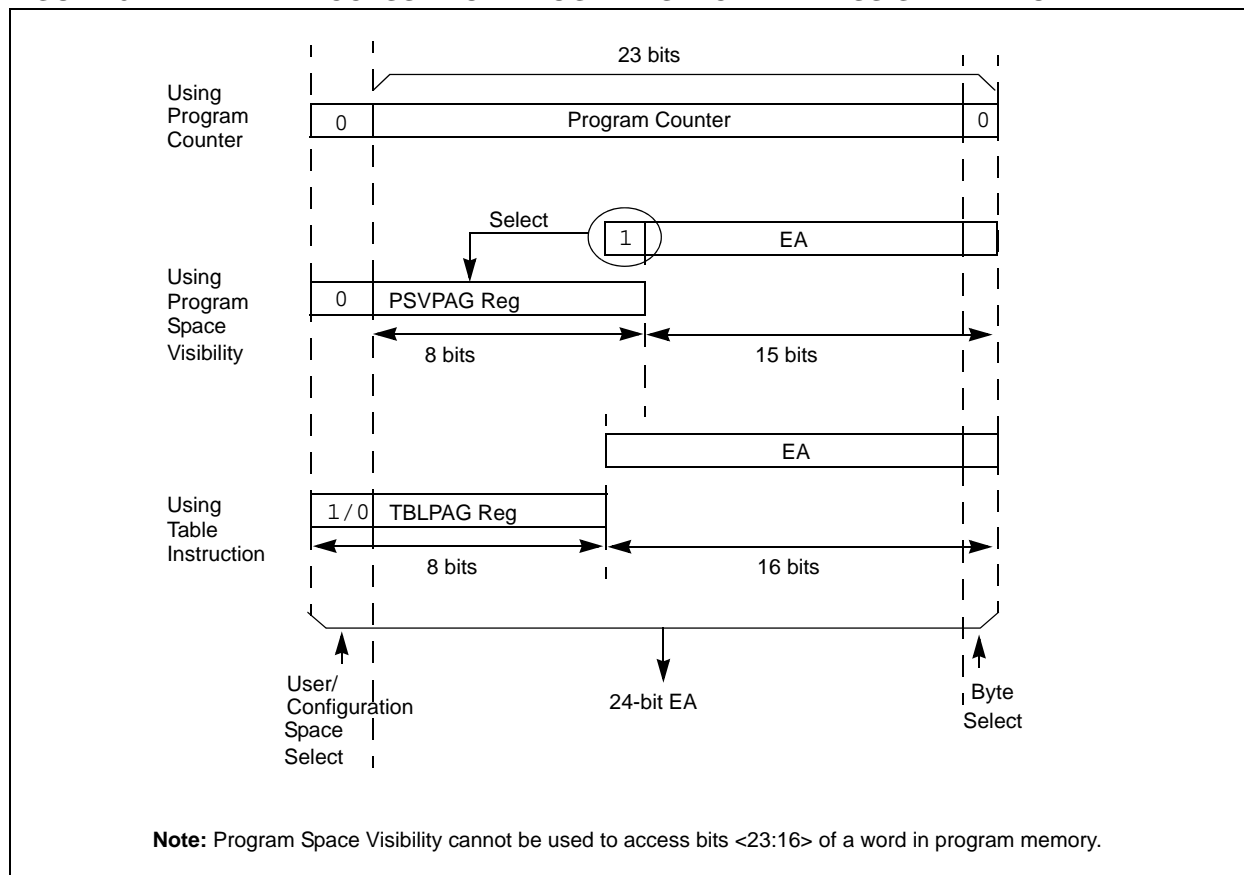 23 bits
Using
Program
Counter
0
Program Counter
0
Select
1
EA
Using
Program
Space
Visibility
0
PSVPAG Reg
8 bits
15 bits
EA
Using
Table
Instruction
1/0
TBLPAG Reg
8 bits
16 bits
User/
Configuration
Space
Select
24-bit EA
Byte
Select
Note: Program Space Visibility cannot be used to access bits <23:16> of a word in program memory.